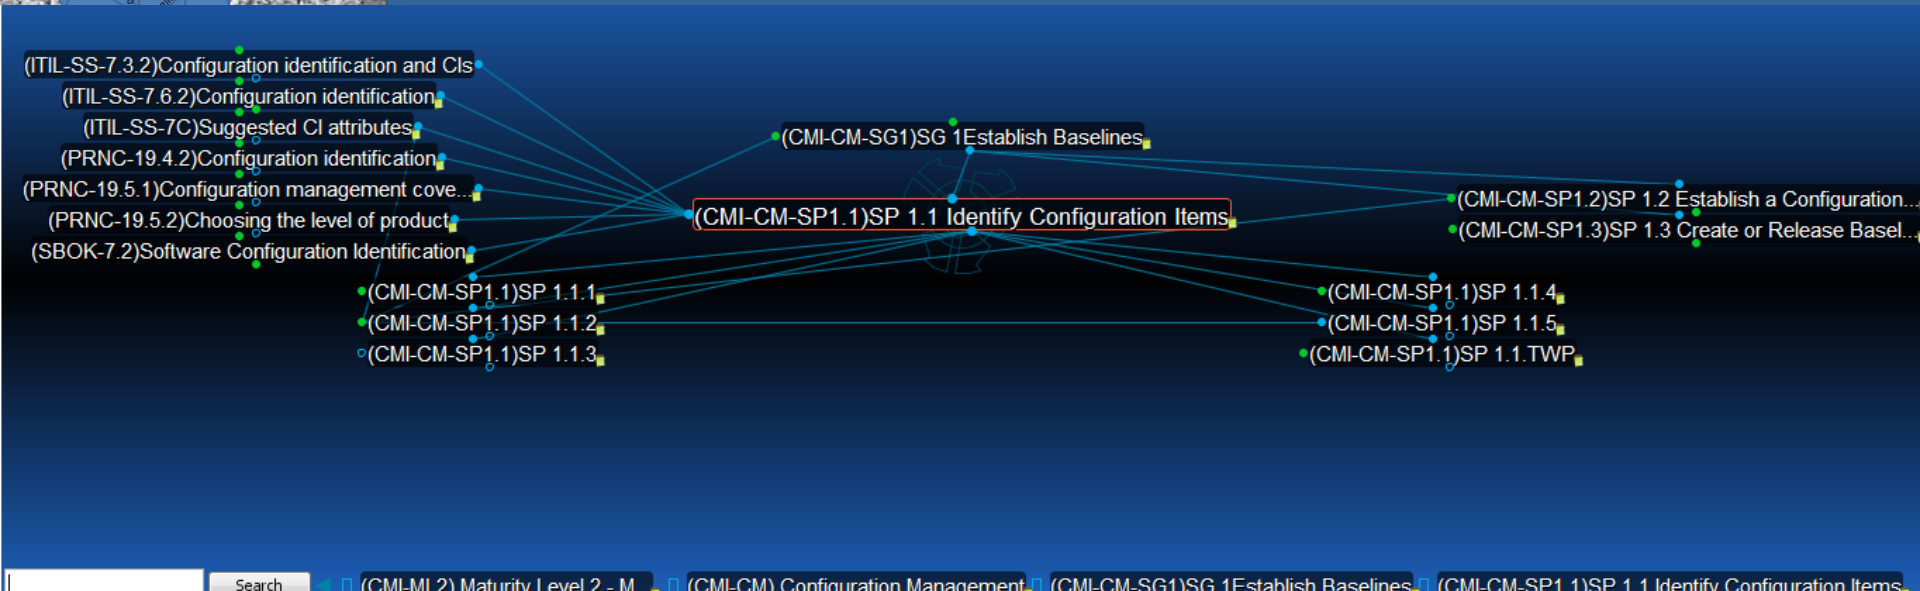 (ITIL-SS-7.3.2)Configuration identification and CIs
(ITIL-SS-7.6.2)Configuration identification
(ITIL-SS-7C)Suggested CI attributes
(PRNC-19.4.2)Configuration identification
(PRNC-19.5.1)Configuration management cove...
(PRNC-19.5.2)Choosing the level of product
(SBOK-7.2)Software Configuration Identification
(CMI-CM-SG1)SG 1Establish Baselines
(CMI-CM-SP1.1)SP 1.1 Identify Configuration Items
(CMI-CM-SP1.2)SP 1.2 Establish a Configuration...
(CMI-CM-SP1.3)SP 1.3 Create or Release Basel...
(CMI-CM-SP1.1)SP 1.1.1
(CMI-CM-SP1.1)SP 1.1.2
(CMI-CM-SP1.1)SP 1.1.3
(CMI-CM-SP1.1)SP 1.1.4
(CMI-CM-SP1.1)SP 1.1.5
(CMI-CM-SP1.1)SP 1.1.TWP
Search (CMI-ML2) Maturity Level 2 - M... (CMI-CM) Configuration Management (CMI-CM-SG1)SG 1Establish Baselines (CMI-CM-SP1.1)SP 1.1 Identify Configuration Items